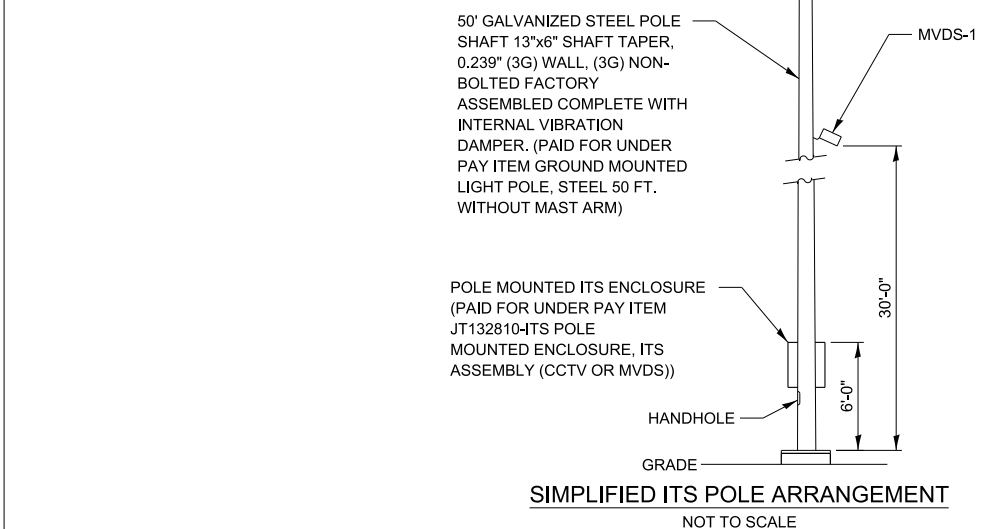 50' GALVANIZED STEEL POLE
SHAFT 13"x6" SHAFT TAPER,
0.239" (3G) WALL, (3G) NON-
BOLTED FACTORY
ASSEMBLED COMPLETE WITH
INTERNAL VIBRATION
DAMPER. (PAID FOR UNDER
PAY ITEM GROUND MOUNTED
LIGHT POLE, STEEL 50 FT.
WITHOUT MAST ARM)
MVDS-1
30'-0"
POLE MOUNTED ITS ENCLOSURE
(PAID FOR UNDER PAY ITEM
JT132810-ITS POLE
MOUNTED ENCLOSURE, ITS
ASSEMBLY (CCTV OR MVDS))
6'-0"
HANDHOLE
GRADE
SIMPLIFIED ITS POLE ARRANGEMENT
NOT TO SCALE